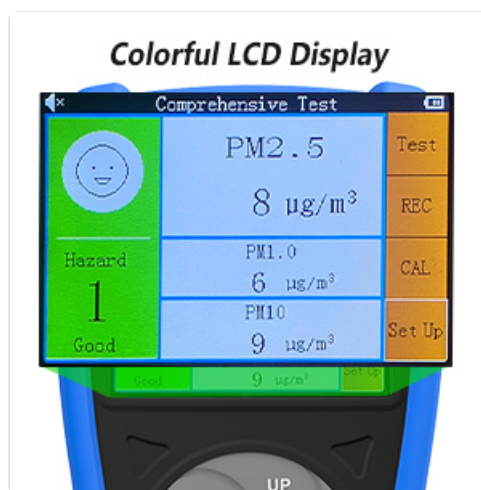 Colorful LCD Display
Comprehensive Test
Hazard
1
Good
PM2.5
8 µg/m³
PM1.0
6 µg/m³
PM10
9 µg/m³
Test
REC
CAL
Set Up
Good
9 µg/m³
Set Up
UP